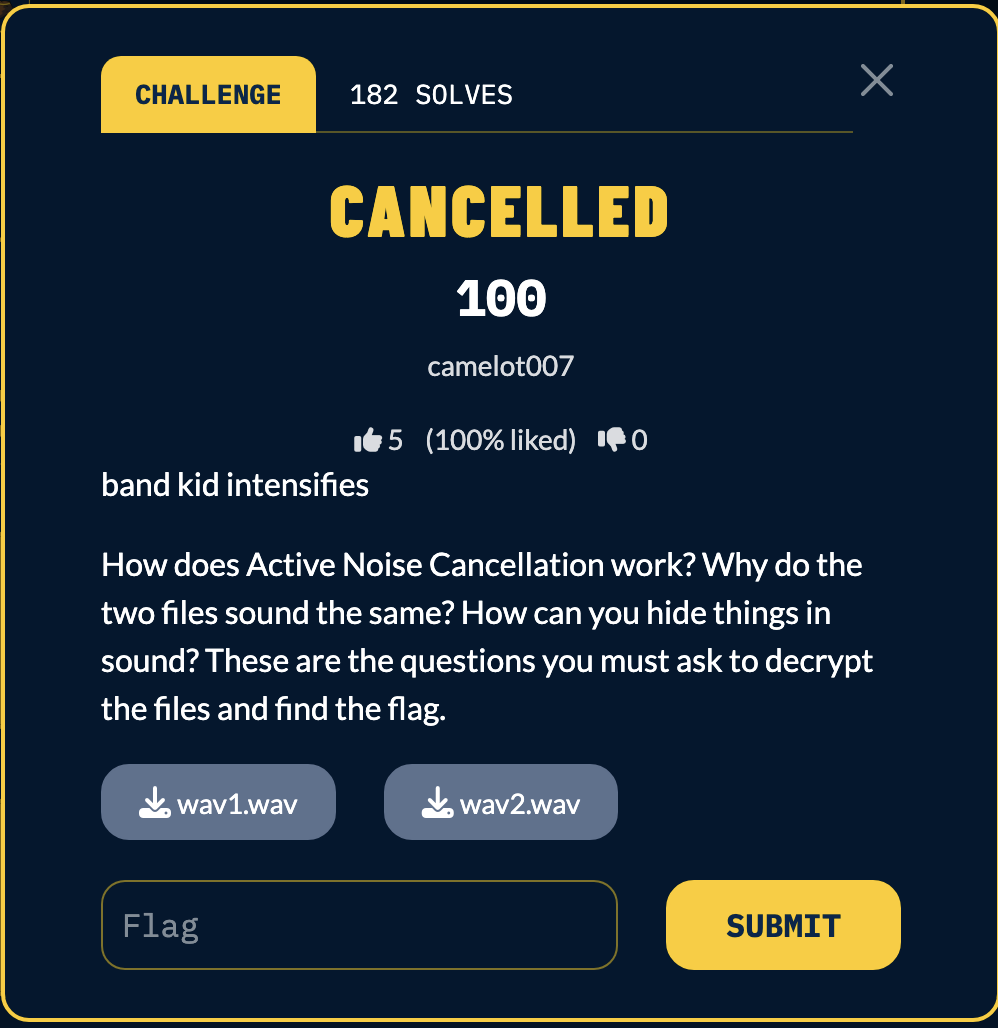 CHALLENGE
182 SOLVES
CANCELLED
100
camelot007
5 (100% liked) 0
band kid intensifies
How does Active Noise Cancellation work? Why do the
two files sound the same? How can you hide things in
sound? These are the questions you must ask to decrypt
the files and find the flag.
wav1.wav
wav2.wav
Flag
SUBMIT